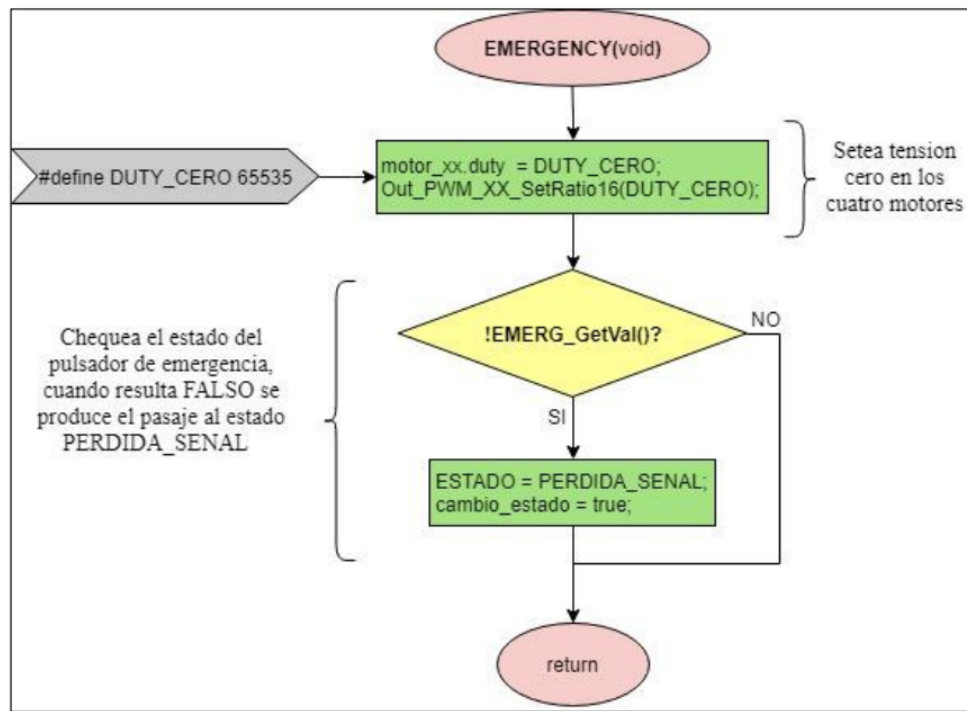 EMERGENCY(void)
#define DUTY_CERO 65535
motor_xx.duty = DUTY_CERO;
Out_PWM_XX_SetRatio16(DUTY_CERO);
Setea tension
cero en los
cuatro motores
!EMERG_GetVal()?
NO
SI
Chequea el estado del
pulsador de emergencia,
cuando resulta FALSO se
produce el pasaje al estado
PERDIDA_SENAL
ESTADO = PERDIDA_SENAL;
cambio_estado = true;
return